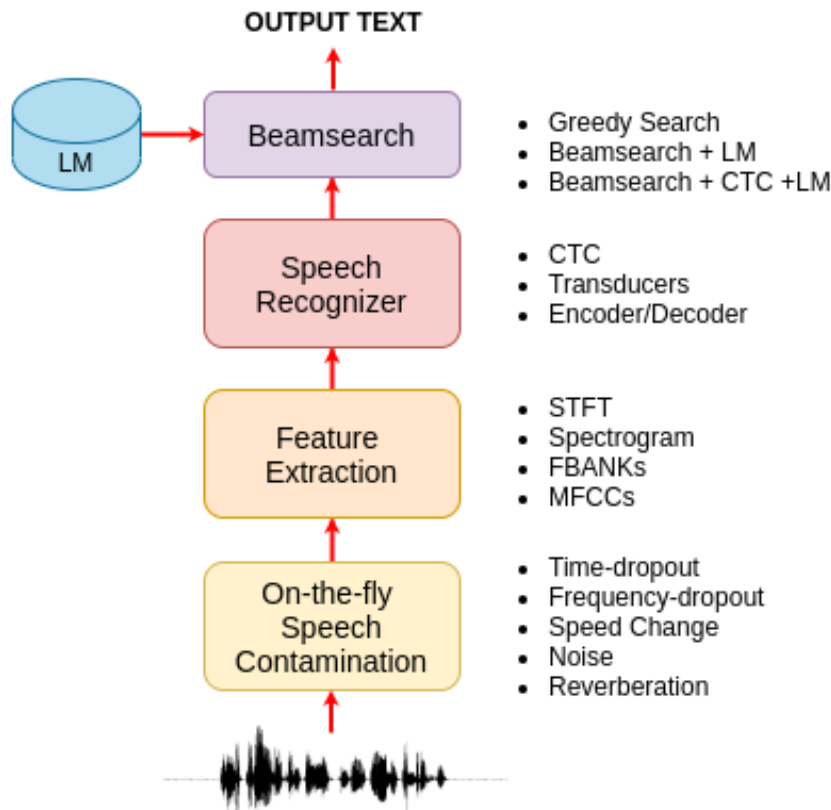 OUTPUT TEXT
LM
Beamsearch
• Greedy Search
• Beamsearch + LM
• Beamsearch + CTC +LM
Speech
Recognizer
• CTC
• Transducers
• Encoder/Decoder
Feature
Extraction
• STFT
• Spectrogram
• FBANKs
• MFCCs
On-the-fly
Speech
Contamination
• Time-dropout
• Frequency-dropout
• Speed Change
• Noise
• Reverberation